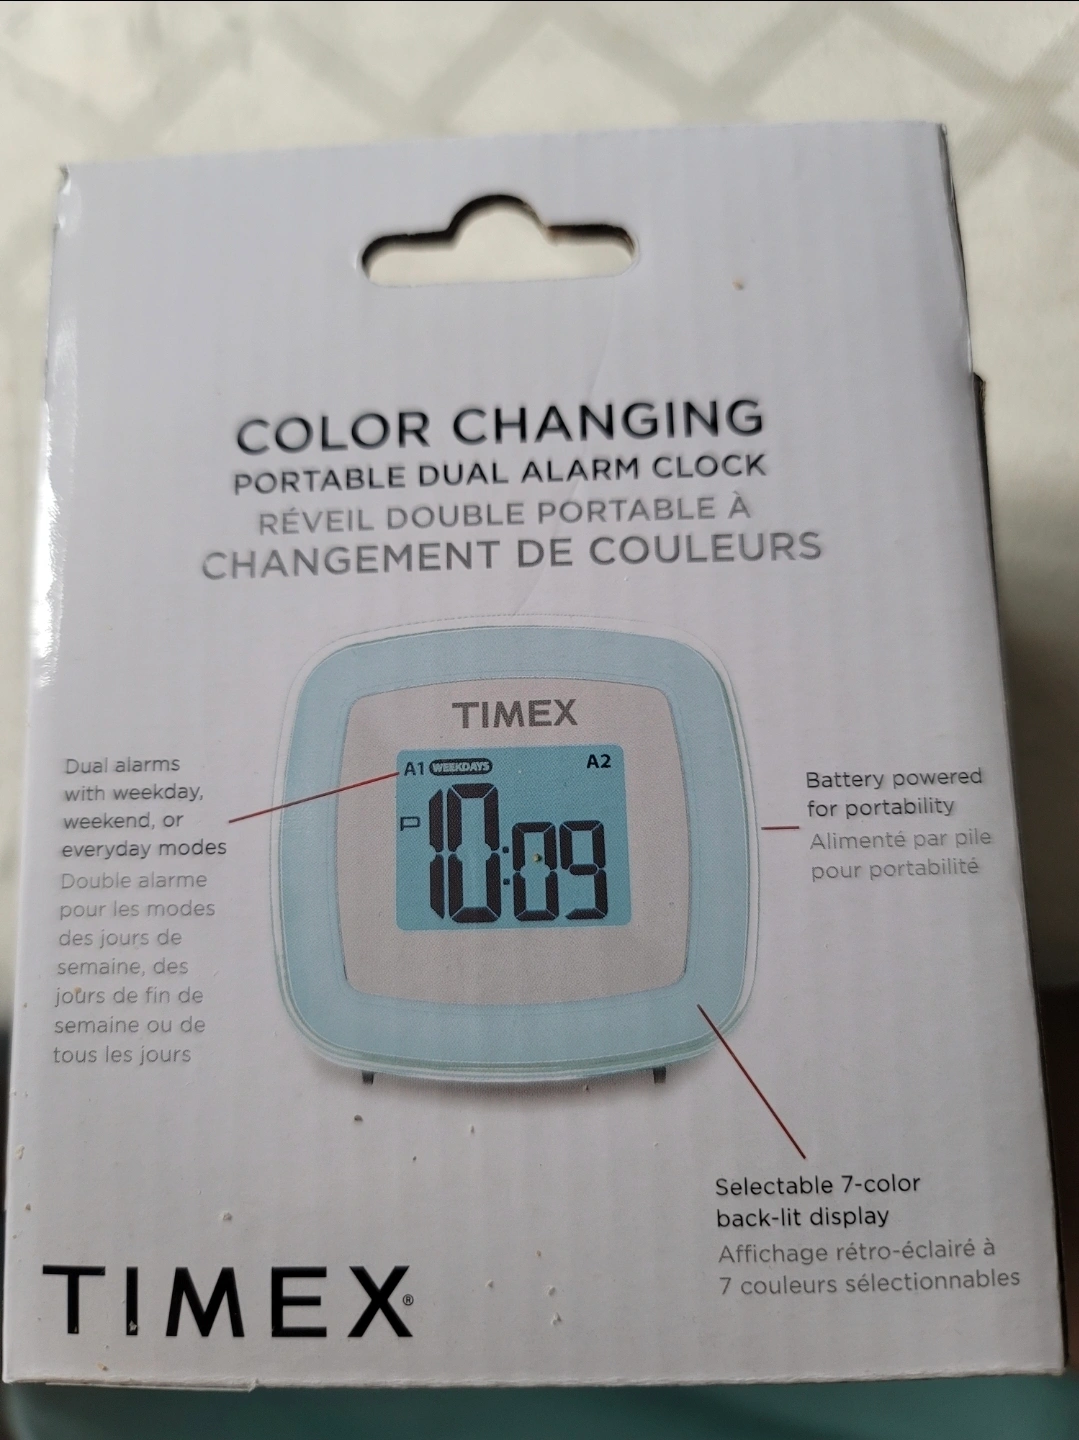 COLOR CHANGING
PORTABLE DUAL ALARM CLOCK
RÉVEIL DOUBLE PORTABLE À
CHANGEMENT DE COULEURS
TIMEX
A1 WEEKDAYS A2
P
10:09
Dual alarms
with weekday,
weekend, or
everyday modes
Double alarme
pour les modes
des jours de
semaine, des
jours de fin de
semaine ou de
tous les jours
Battery powered
for portability
Alimenté par pile
pour portabilité
Selectable 7-color
back-lit display
Affichage rétro-éclairé à
7 couleurs sélectionnables
TIMEX®